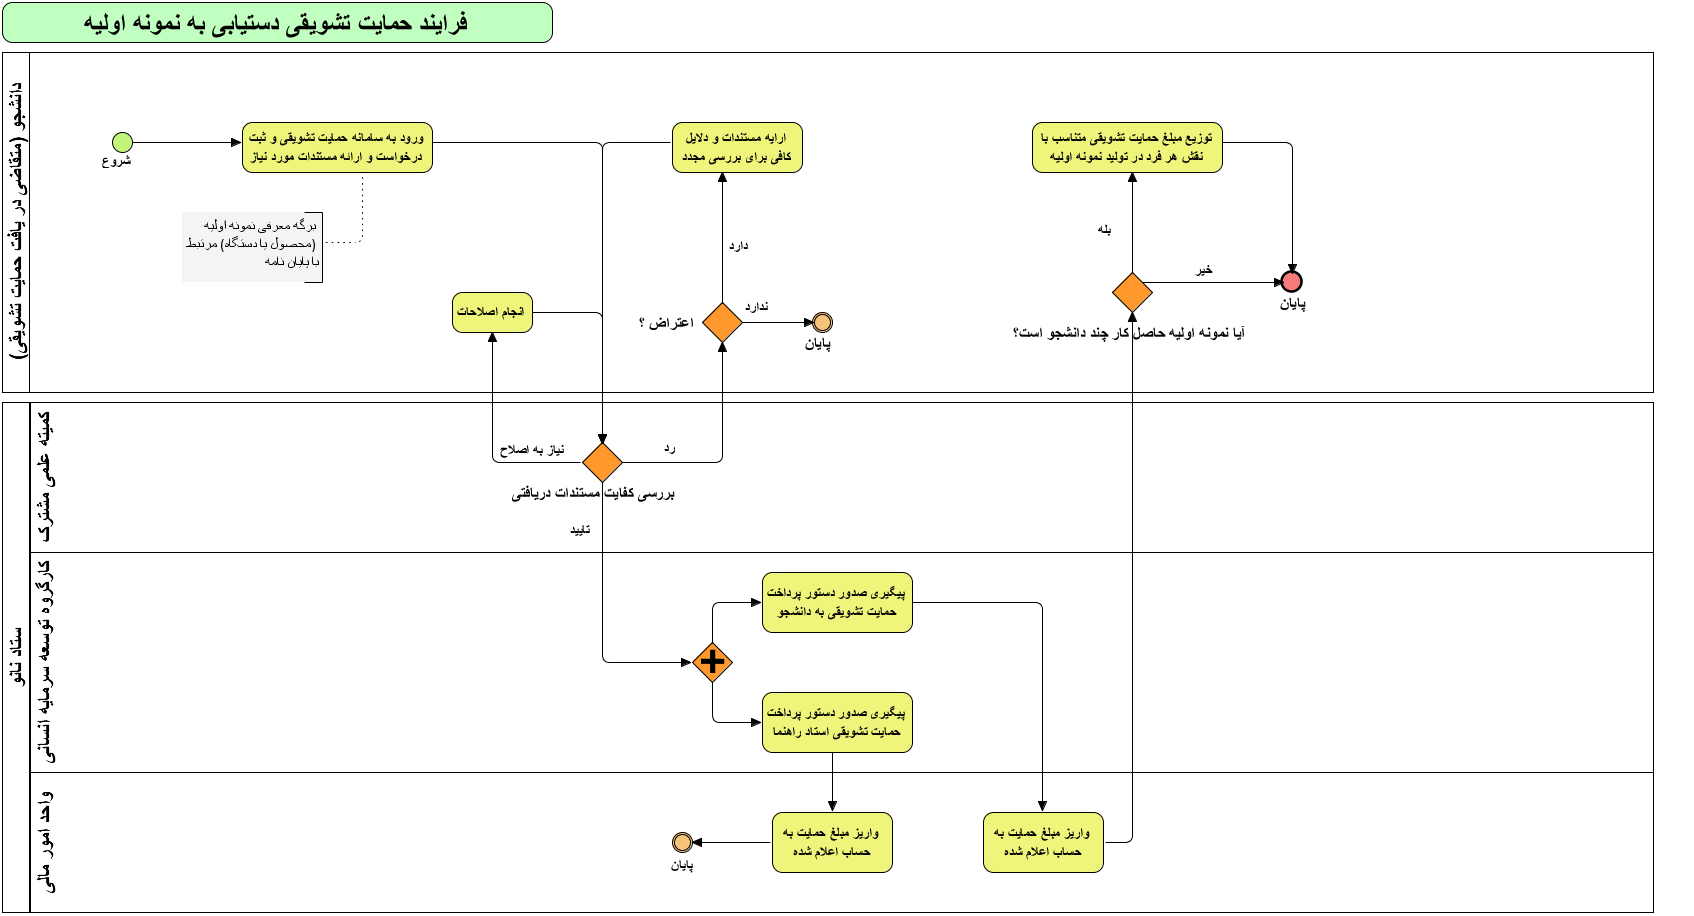 فرایند حمایت تشویقی دستیابی به نمونه اولیه
دانشجو (متقاضی در یافت حمایت تشویقی)
شروع
ورود به سامانه حمایت تشویقی و ثبت
درخواست و ارائه مستندات مورد نیاز
برگه معرفی نمونه اولیه
(محصول یا دستگاه) مرتبط
با پایان نامه
ارایه مستندات و دلایل
کافی برای بررسی مجدد
دارد
اعتراض ؟
ندارد
پایان
انجام اصلاحات
توزیع مبلغ حمایت تشویقی متناسب با
نقش هر فرد در تولید نمونه اولیه
بله
خیر
پایان
آیا نمونه اولیه حاصل کار چند دانشجو است؟
ستاد نانو
کمیته علمی مشترک
نیاز به اصلاح
رد
بررسی کفایت مستندات دریافتی
تایید
کارگروه توسعه سرمایه انسانی
پیگیری صدور دستور پرداخت
حمایت تشویقی به دانشجو
پیگیری صدور دستور پرداخت
حمایت تشویقی استاد راهنما
واحد امور مالی
واریز مبلغ حمایت به
حساب اعلام شده
پایان
واریز مبلغ حمایت به
حساب اعلام شده